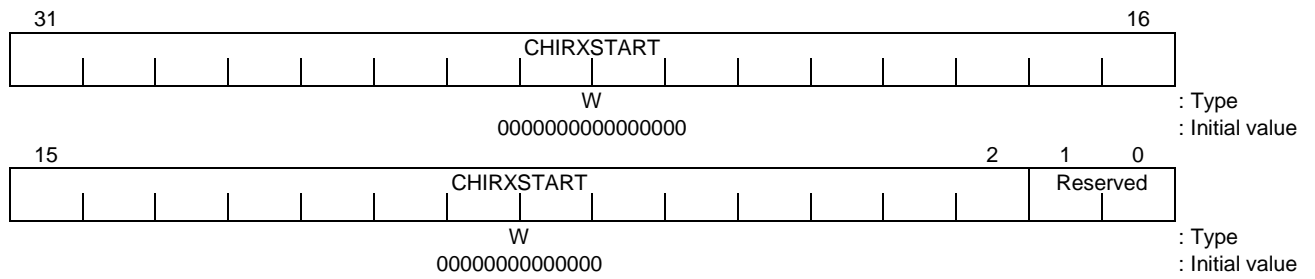 31 16
CHIRXSTART
W : Type
0000000000000000 : Initial value
15 2 1 0
CHIRXSTART Reserved
W : Type
00000000000000 : Initial value